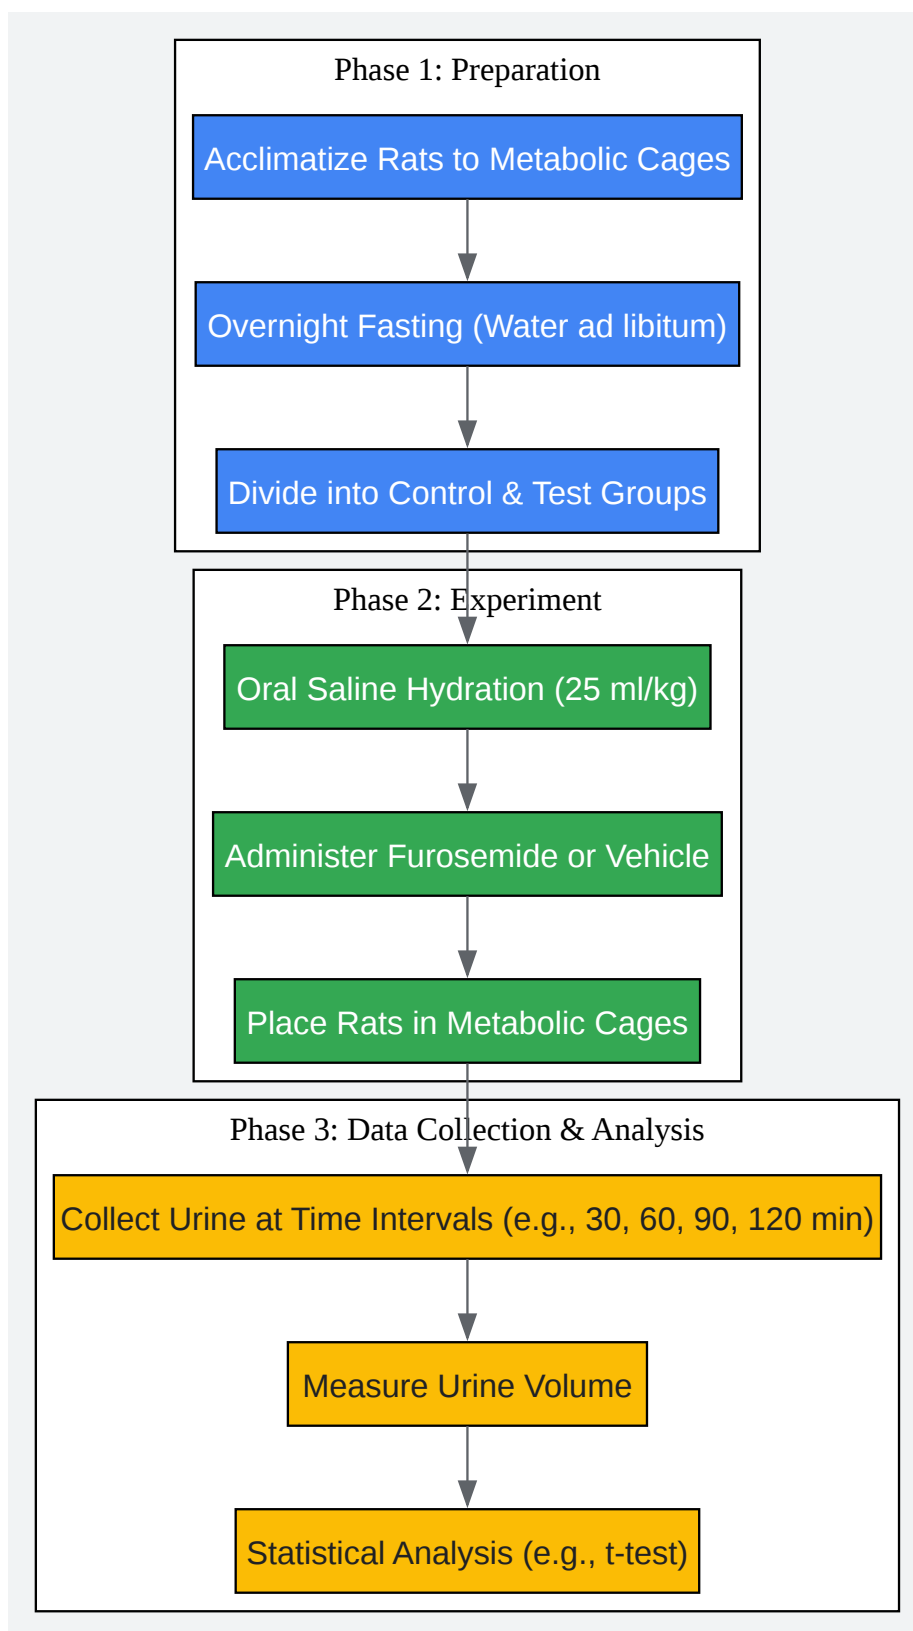 Phase 1: Preparation
Acclimatize Rats to Metabolic Cages
Overnight Fasting (Water ad libitum)
Divide into Control & Test Groups
Phase 2: Experiment
Oral Saline Hydration (25 ml/kg)
Administer Furosemide or Vehicle
Place Rats in Metabolic Cages
Phase 3: Data Collection & Analysis
Collect Urine at Time Intervals (e.g., 30, 60, 90, 120 min)
Measure Urine Volume
Statistical Analysis (e.g., t-test)